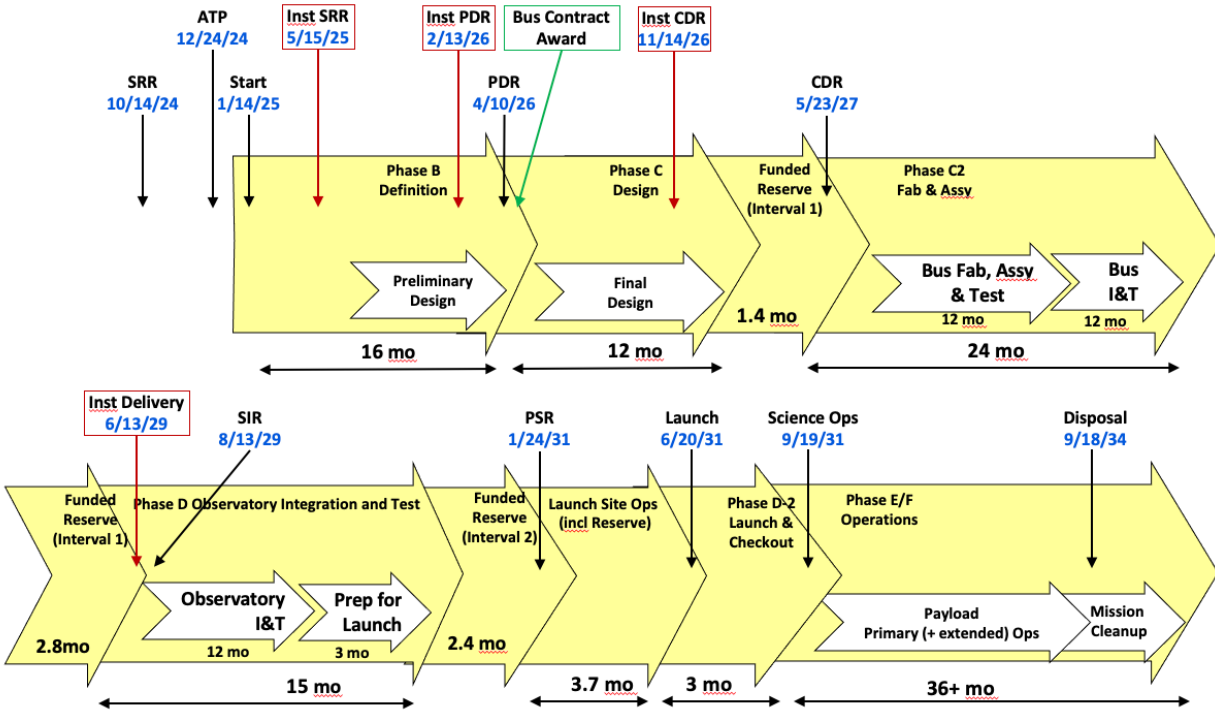 ATP
12/24/24
Inst SRR
5/15/25
Inst PDR
2/13/26
Bus Contract
Award
Inst CDR
11/14/26
SRR
10/14/24
Start
1/14/25
PDR
4/10/26
CDR
5/23/27
Phase B
Definition
Phase C
Design
Funded
Reserve
(Interval 1)
Phase C2
Fab & Assy
Preliminary
Design
Final
Design
1.4 mo
Bus Fab, Assy
& Test
12 mo
Bus
I&T
12 mo
16 mo
12 mo
24 mo
Inst Delivery
6/13/29
SIR
8/13/29
PSR
1/24/31
Launch
6/20/31
Science Ops
9/19/31
Disposal
9/18/34
Funded
Reserve
(Interval 1)
Phase D Observatory Integration and Test
Funded
Reserve
(Interval 2)
Launch Site Ops
(incl Reserve)
Phase D-2
Launch &
Checkout
Phase E/F
Operations
2.8mo
Observatory
I&T
12 mo
Prep for
Launch
3 mo
2.4 mo
Payload
Primary (+ extended) Ops
Mission
Cleanup
15 mo
3.7 mo
3 mo
36+ mo